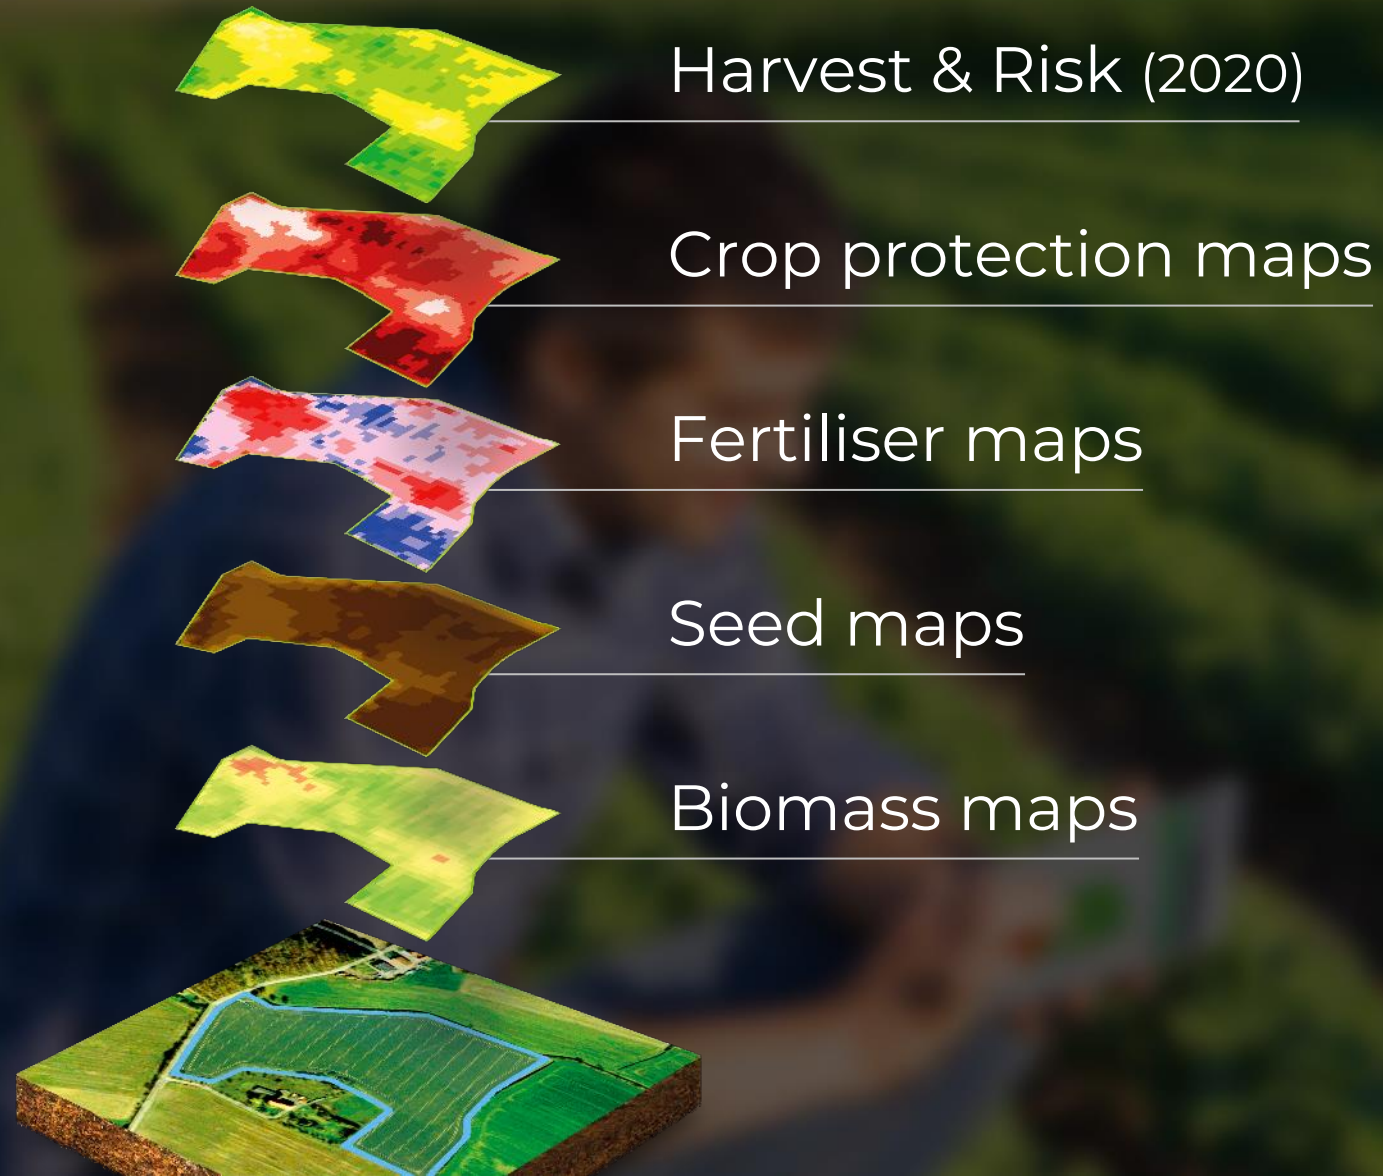 Harvest & Risk (2020)
Crop protection maps
Fertiliser maps
Seed maps
Biomass maps